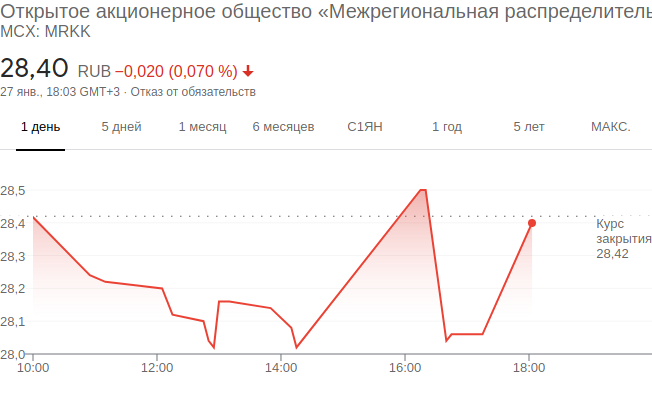 Открытое акционерное общество «Межрегиональная
MCX: MRKK
28,40 RUB −0,020 (0,070 %)
27 янв., 18:03 GMT+3 · Отказ от обязательств
1 день 5 дней 1 месяц 6 месяцев С1ЯН 1 год 5 лет МАКС.
28,5
28,4
28,3
28,2
28,1
28,0
Курс
закрытия
28,42
10:00 12:00 14:00 16:00 18:00